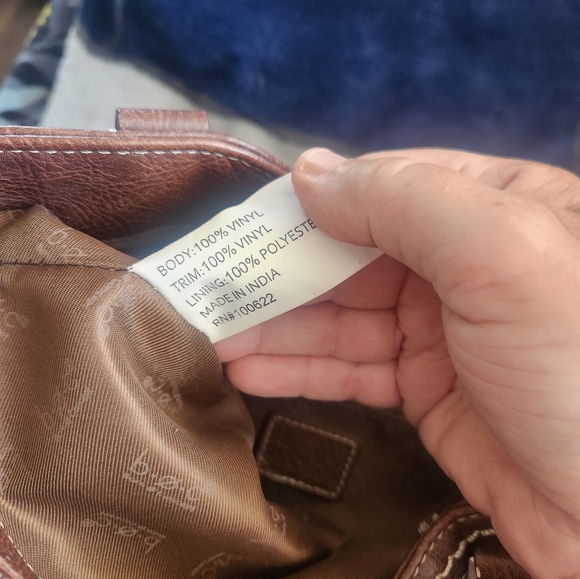 BODY:100% VINYL
TRIM:100% VINYL
LINING:100% POLYESTE
MADE IN INDIA
RN#100622
b.ø.c
b.ø.c